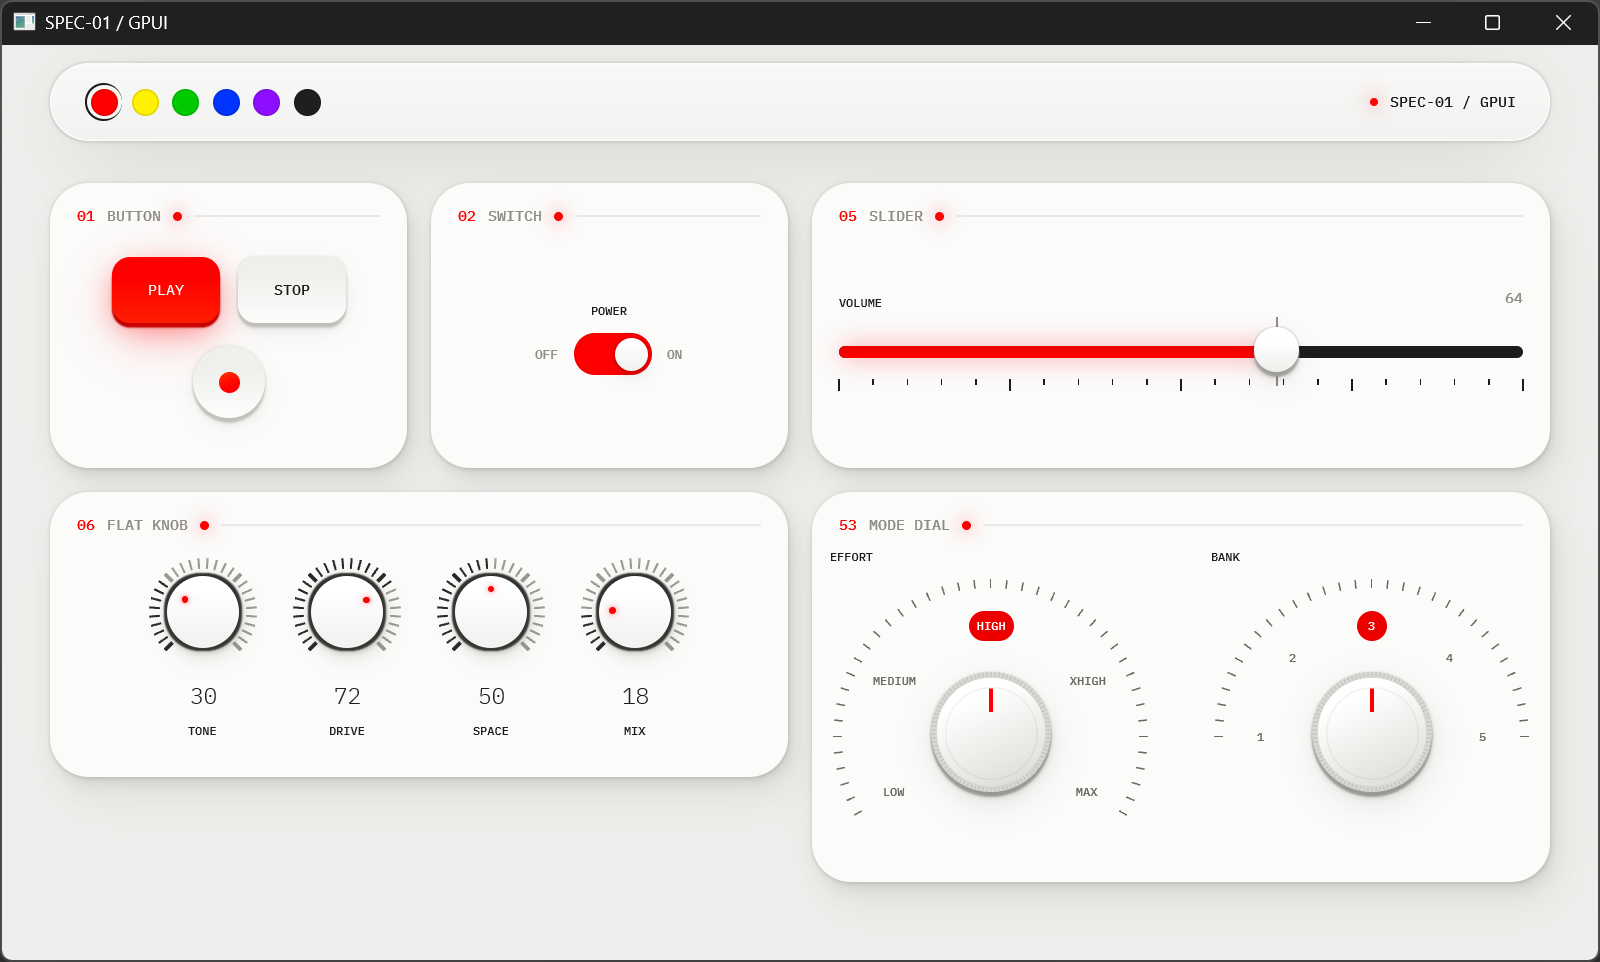 SPEC-01 / GPUI
SPEC-01 / GPUI
01 BUTTON
PLAY
STOP
02 SWITCH
POWER
OFF
ON
05 SLIDER
VOLUME
64
06 FLAT KNOB
30
72
50
18
TONE
DRIVE
SPACE
MIX
53 MODE DIAL
EFFORT
HIGH
MEDIUM
XHIGH
LOW
MAX
BANK
3
2
4
1
5